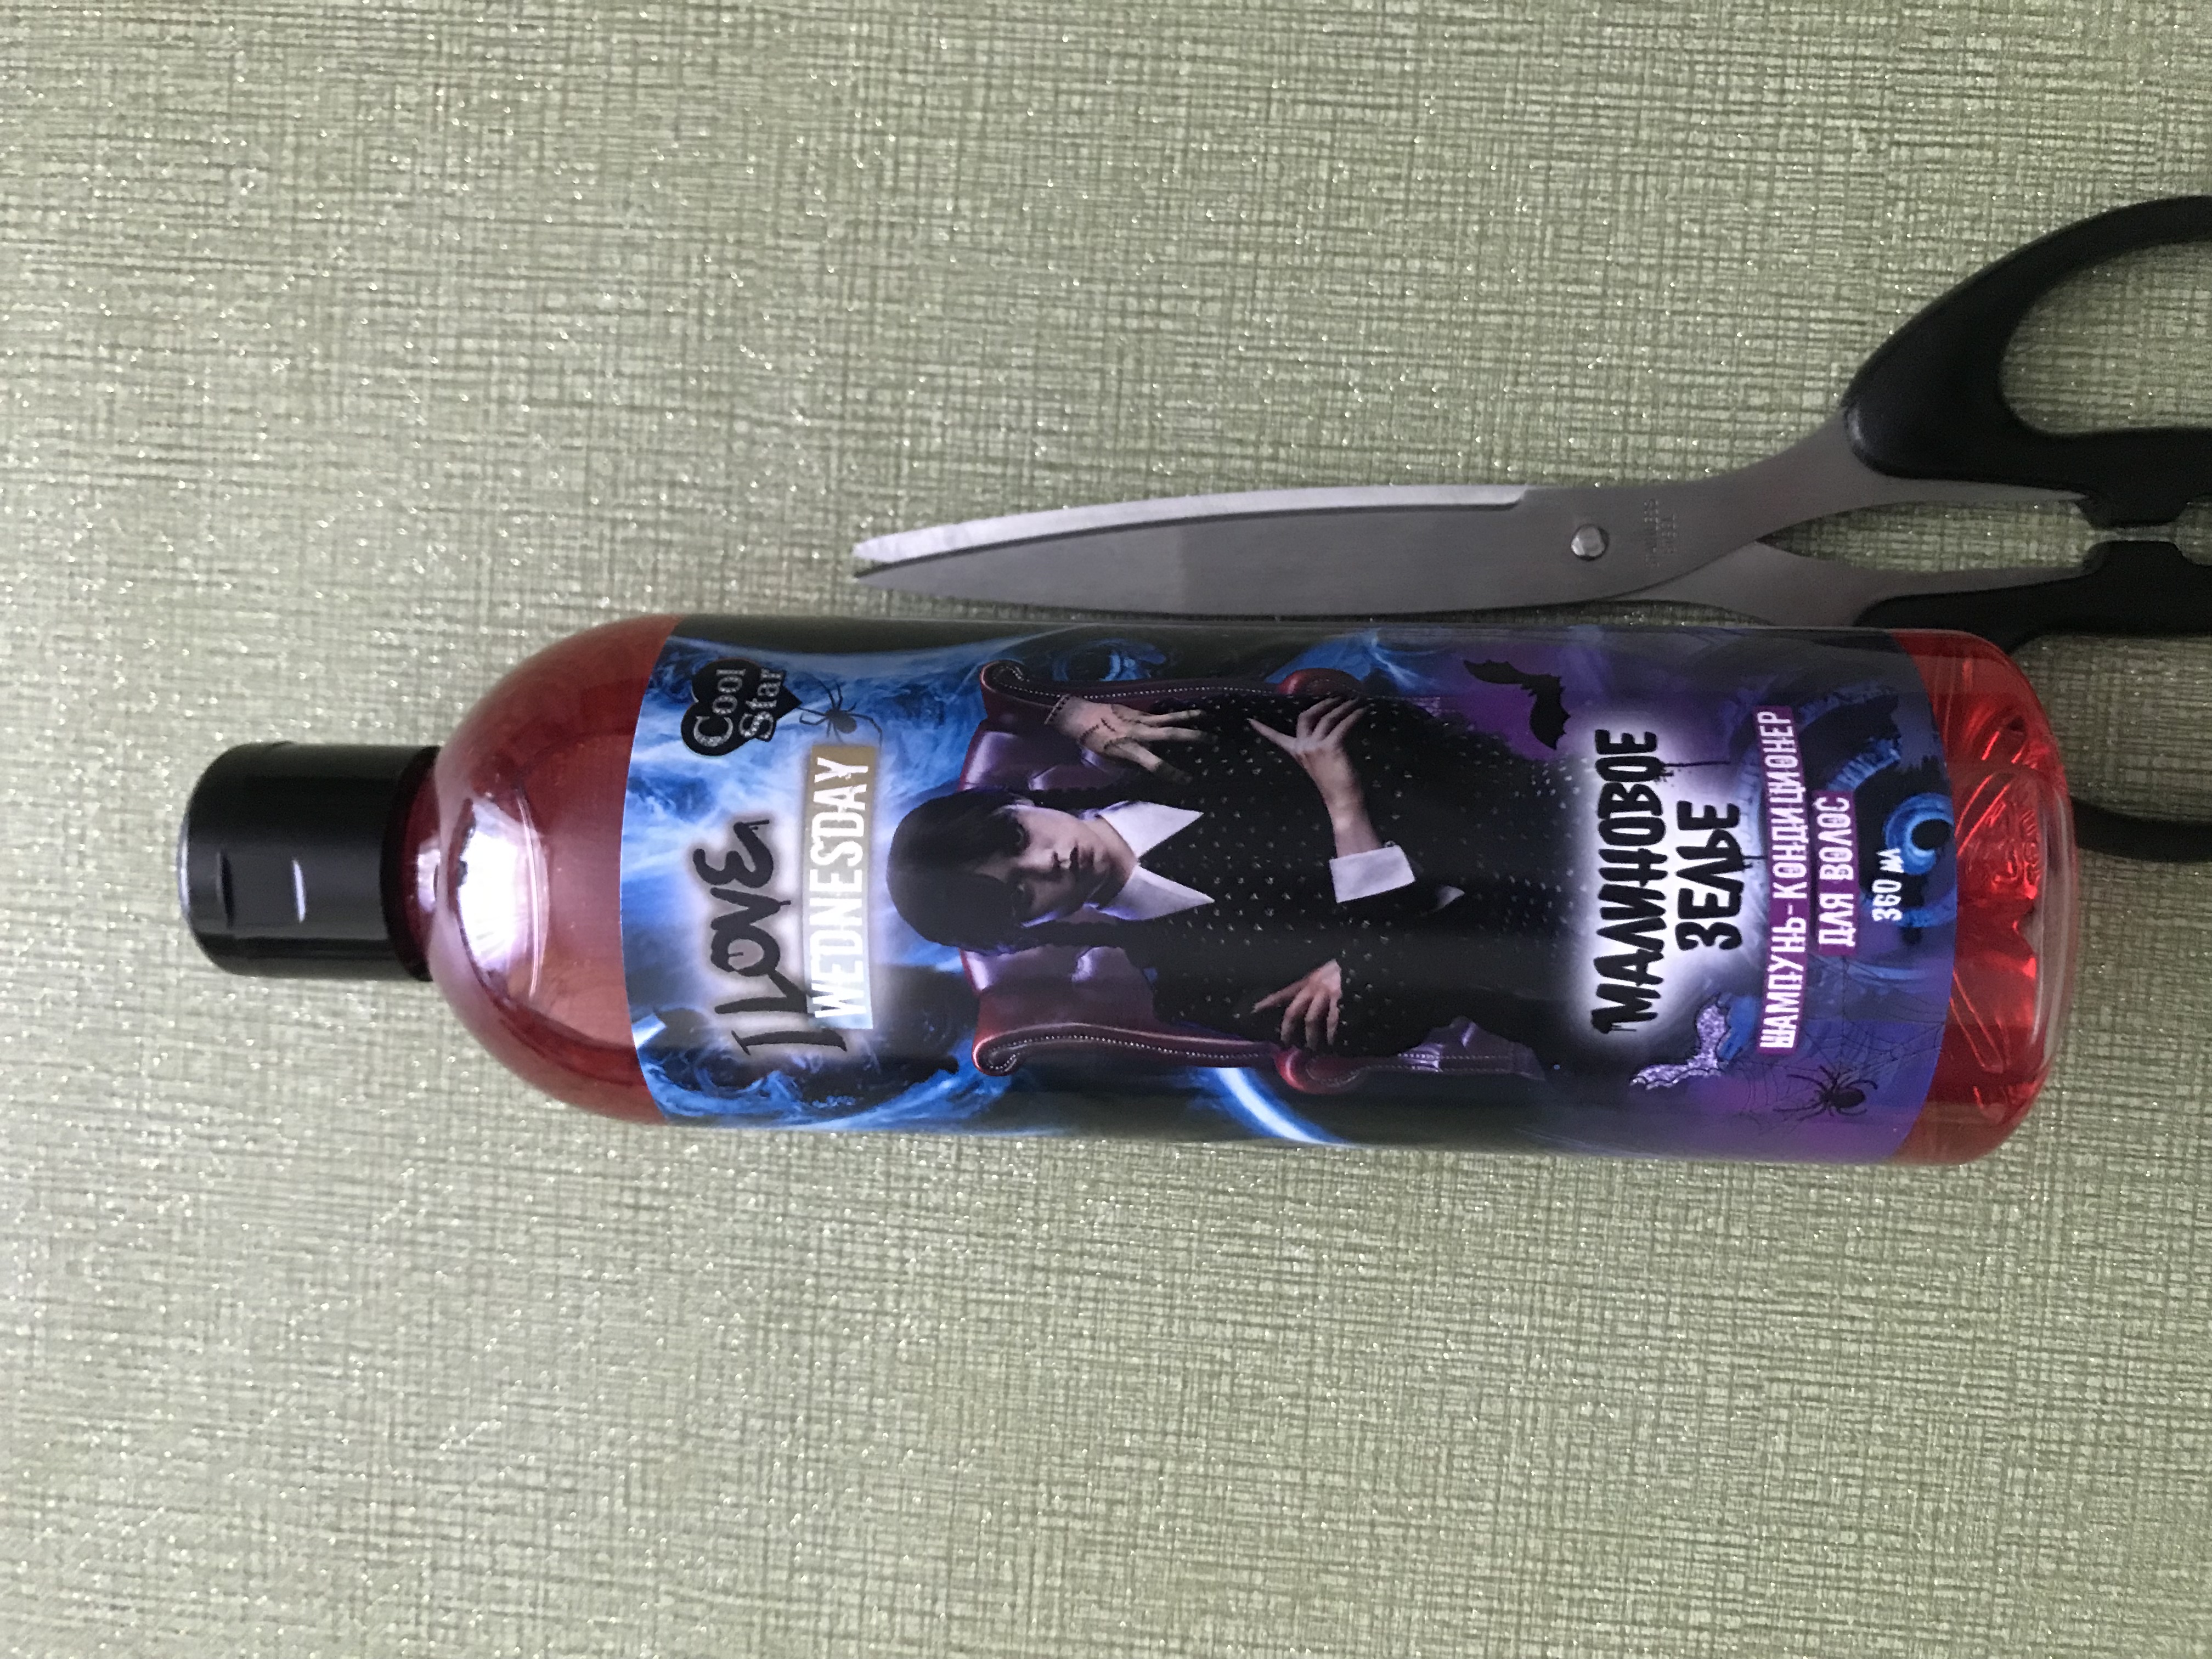 Cool
Star
I LOVE
WEDNESDAY
МАЛИНОВОЕ
ЗЕЛЬЕ
ШАМПУНЬ-КОНДИЦИОНЕР
ДЛЯ ВОЛОС
360 мл